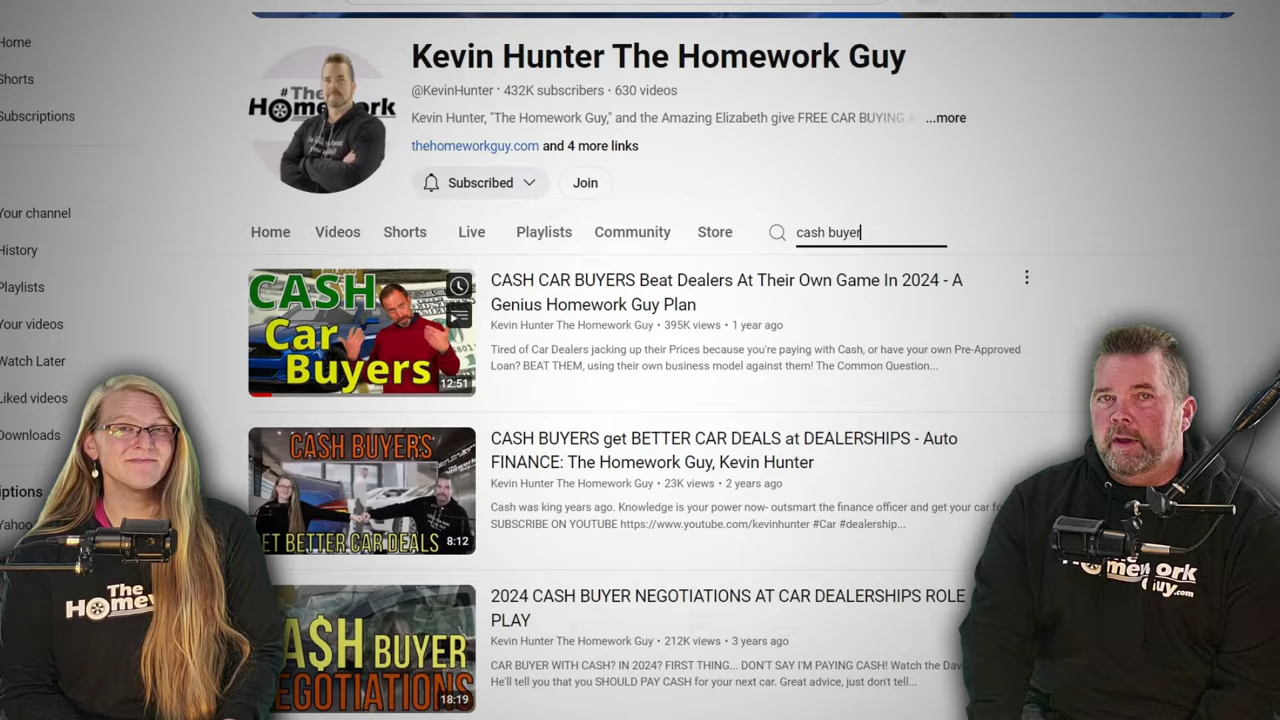 Home
Shorts
Subscriptions
Your channel
History
Playlists
Your videos
Watch Later
Liked videos
Downloads
iptions
Yahoo
#The
Homework
Kevin Hunter The Homework Guy
@KevinHunter • 432K subscribers • 630 videos
Kevin Hunter, "The Homework Guy," and the Amazing Elizabeth give FREE CAR BUYING A ...more
thehomeworkguy.com and 4 more links
Subscribed
Join
Home Videos Shorts Live Playlists Community Store cash buyer
CASH
Car
Buyers
12:51
CASH CAR BUYERS Beat Dealers At Their Own Game In 2024 - A
Genius Homework Guy Plan
Kevin Hunter The Homework Guy • 395K views • 1 year ago
Tired of Car Dealers jacking up their Prices because you're paying with Cash, or have your own Pre-Approved
Loan? BEAT THEM, using their own business model against them! The Common Question...
CASH BUYERS
ET BETTER CAR DEALS
8:12
CASH BUYERS get BETTER CAR DEALS at DEALERSHIPS - Auto
FINANCE: The Homework Guy, Kevin Hunter
Kevin Hunter The Homework Guy • 23K views • 2 years ago
Cash was king years ago. Knowledge is your power now- outsmart the finance officer and get your car fo
SUBSCRIBE ON YOUTUBE https://www.youtube.com/kevinhunter #Car #dealership...
A$H BUYER
EGOTIATIONS
18:19
2024 CASH BUYER NEGOTIATIONS AT CAR DEALERSHIPS ROLE
PLAY
Kevin Hunter The Homework Guy • 212K views • 3 years ago
CAR BUYER WITH CASH? IN 2024? FIRST THING... DON'T SAY I'M PAYING CASH! Watch the Dav
He'll tell you that you SHOULD PAY CASH for your next car. Great advice, just don't tell...
The
Homew
Homework
Guy.com